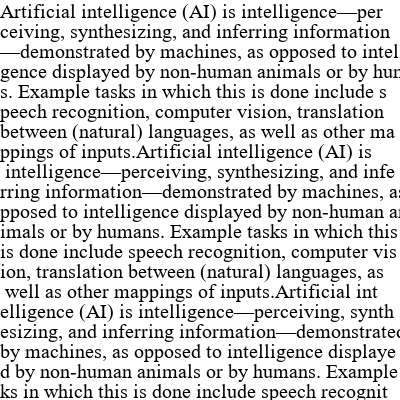 Artificial intelligence (AI) is intelligence—per
ceiving, synthesizing, and inferring information
—demonstrated by machines, as opposed to intel
gence displayed by non-human animals or by hu
s. Example tasks in which this is done include s
peech recognition, computer vision, translation
between (natural) languages, as well as other ma
ppings of inputs.Artificial intelligence (AI) is
intelligence—perceiving, synthesizing, and infe
rring information—demonstrated by machines, a
pposed to intelligence displayed by non-human a
imals or by humans. Example tasks in which this
is done include speech recognition, computer vis
ion, translation between (natural) languages, as
well as other mappings of inputs.Artificial int
elligence (AI) is intelligence—perceiving, synth
esizing, and inferring information—demonstrated
by machines, as opposed to intelligence displaye
d by non-human animals or by humans. Example
ks in which this is done include speech recognit